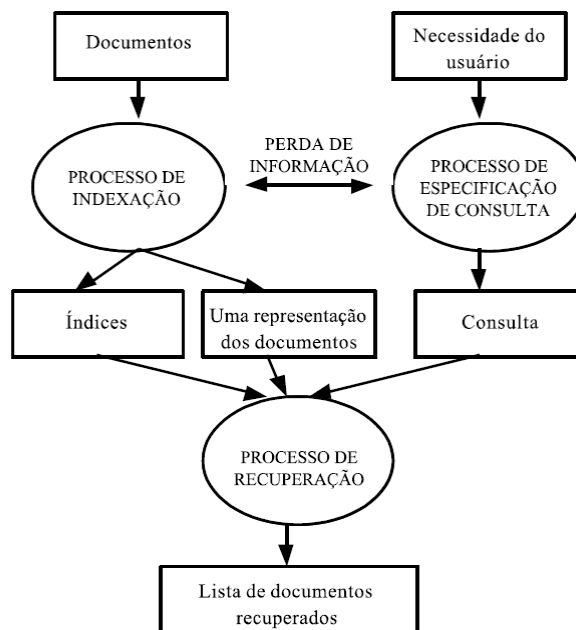 Documentos
Necessidade do
usuário
PERDA DE
INFORMAÇÃO
PROCESSO DE
INDEXAÇÃO
PROCESSO DE
ESPECIFICAÇÃO
DE CONSULTA
Índices
Uma representação
dos documentos
Consulta
PROCESSO DE
RECUPERAÇÃO
Lista de documentos
recuperados